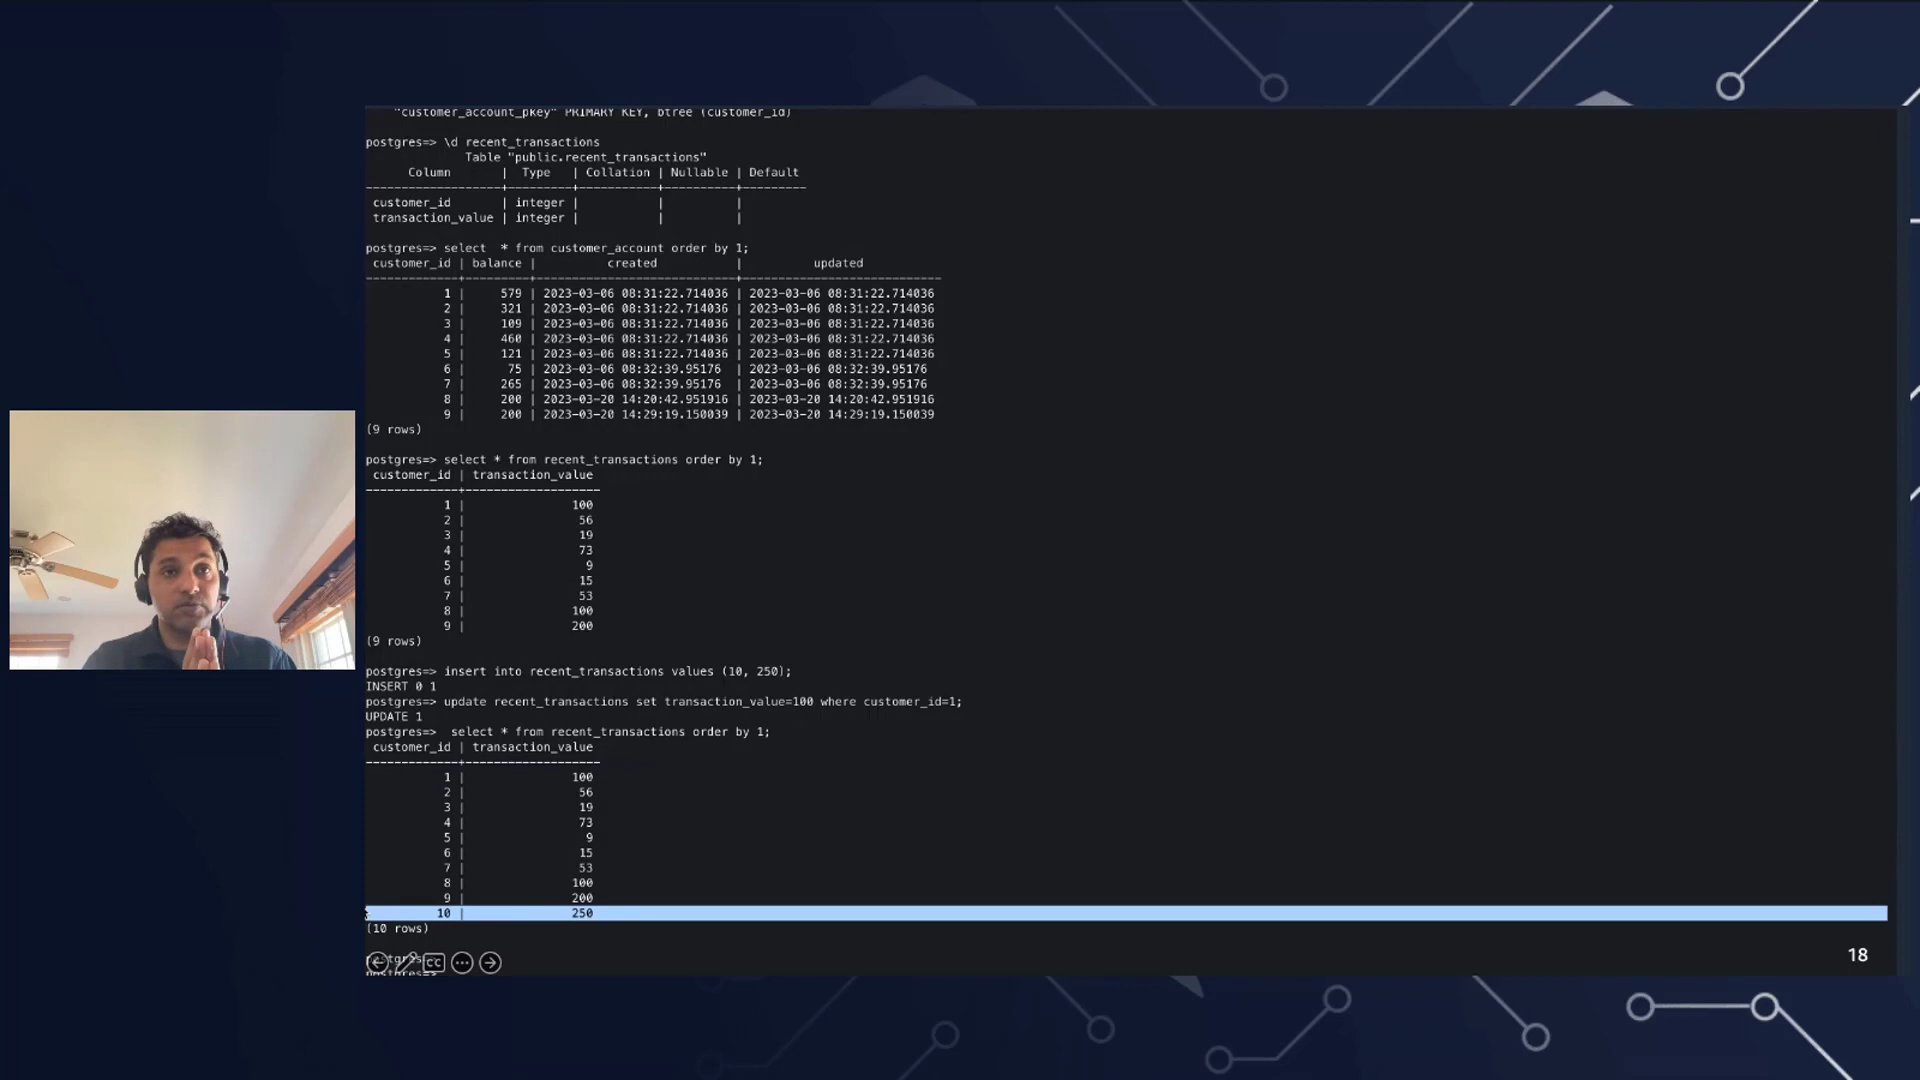 "customer_account_pkey" PRIMARY KEY, btree (customer_id)
postgres=> \d recent_transactions
Table "public.recent_transactions"
Column | Type | Collation | Nullable | Default
-------------------+---------+-----------+----------+---------
customer_id | integer | | |
transaction_value | integer | | |
postgres=> select  * from customer_account order by 1;
customer_id | balance | created | updated
-------------+---------+----------------------------+----------------------------
1 | 579 | 2023-03-06 08:31:22.714036 | 2023-03-06 08:31:22.714036
2 | 321 | 2023-03-06 08:31:22.714036 | 2023-03-06 08:31:22.714036
3 | 109 | 2023-03-06 08:31:22.714036 | 2023-03-06 08:31:22.714036
4 | 460 | 2023-03-06 08:31:22.714036 | 2023-03-06 08:31:22.714036
5 | 121 | 2023-03-06 08:31:22.714036 | 2023-03-06 08:31:22.714036
6 | 75 | 2023-03-06 08:32:39.95176 | 2023-03-06 08:32:39.95176
7 | 265 | 2023-03-06 08:32:39.95176 | 2023-03-06 08:32:39.95176
8 | 200 | 2023-03-20 14:20:42.951916 | 2023-03-20 14:20:42.951916
9 | 200 | 2023-03-20 14:29:19.150039 | 2023-03-20 14:29:19.150039
(9 rows)
postgres=> select * from recent_transactions order by 1;
customer_id | transaction_value
-------------+-------------------
1 | 100
2 | 56
3 | 19
4 | 73
5 | 9
6 | 15
7 | 53
8 | 100
9 | 200
(9 rows)
postgres=> insert into recent_transactions values (10, 250);
INSERT 0 1
postgres=> update recent_transactions set transaction_value=100 where customer_id=1;
UPDATE 1
postgres=>  select * from recent_transactions order by 1;
customer_id | transaction_value
-------------+-------------------
1 | 100
2 | 56
3 | 19
4 | 73
5 | 9
6 | 15
7 | 53
8 | 100
9 | 200
10 | 250
(10 rows)
CC
postgres=>
18